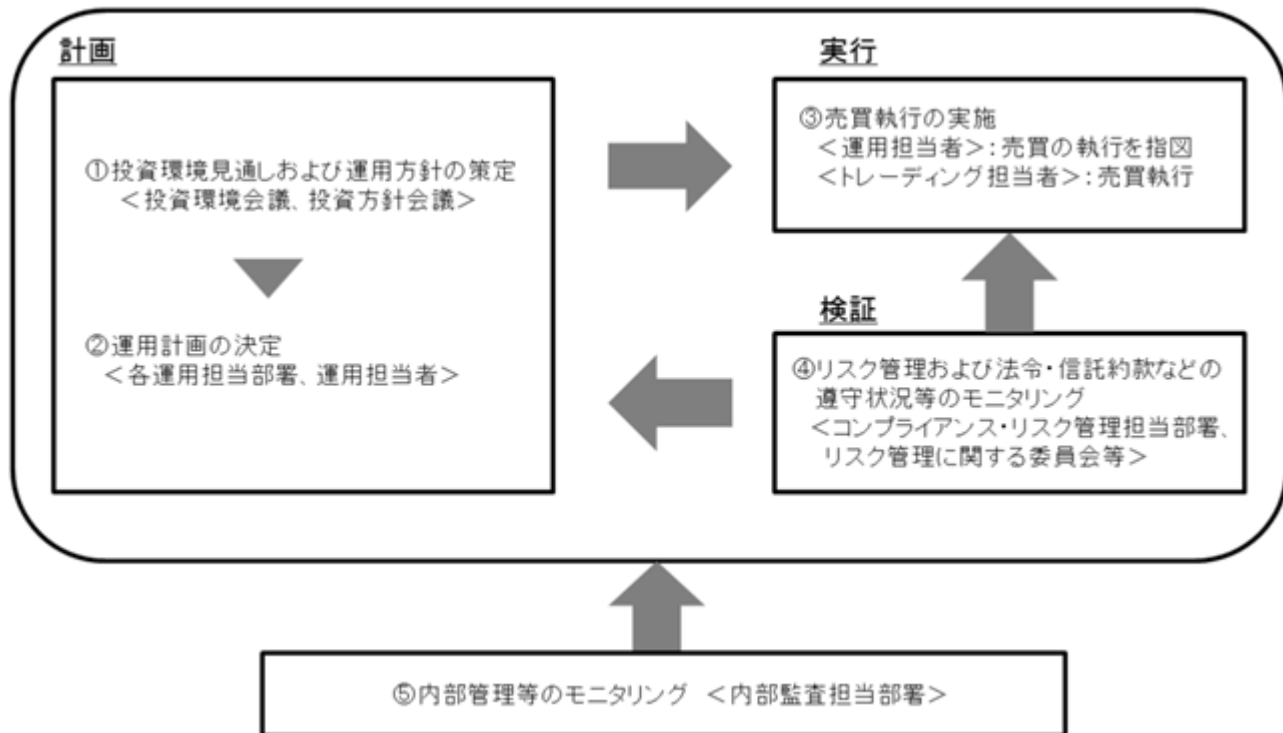 計画
①投資環境見通しおよび運用方針の策定
＜投資環境会議、投資方針会議＞
②運用計画の決定
＜各運用担当部署、運用担当者＞
実行
③売買執行の実施
＜運用担当者＞：売買の執行を指図
＜トレーディング担当者＞：売買執行
検証
④リスク管理および法令・信託約款などの
遵守状況等のモニタリング
＜コンプライアンス・リスク管理担当部署、
リスク管理に関する委員会等＞
⑤内部管理等のモニタリング ＜内部監査担当部署＞